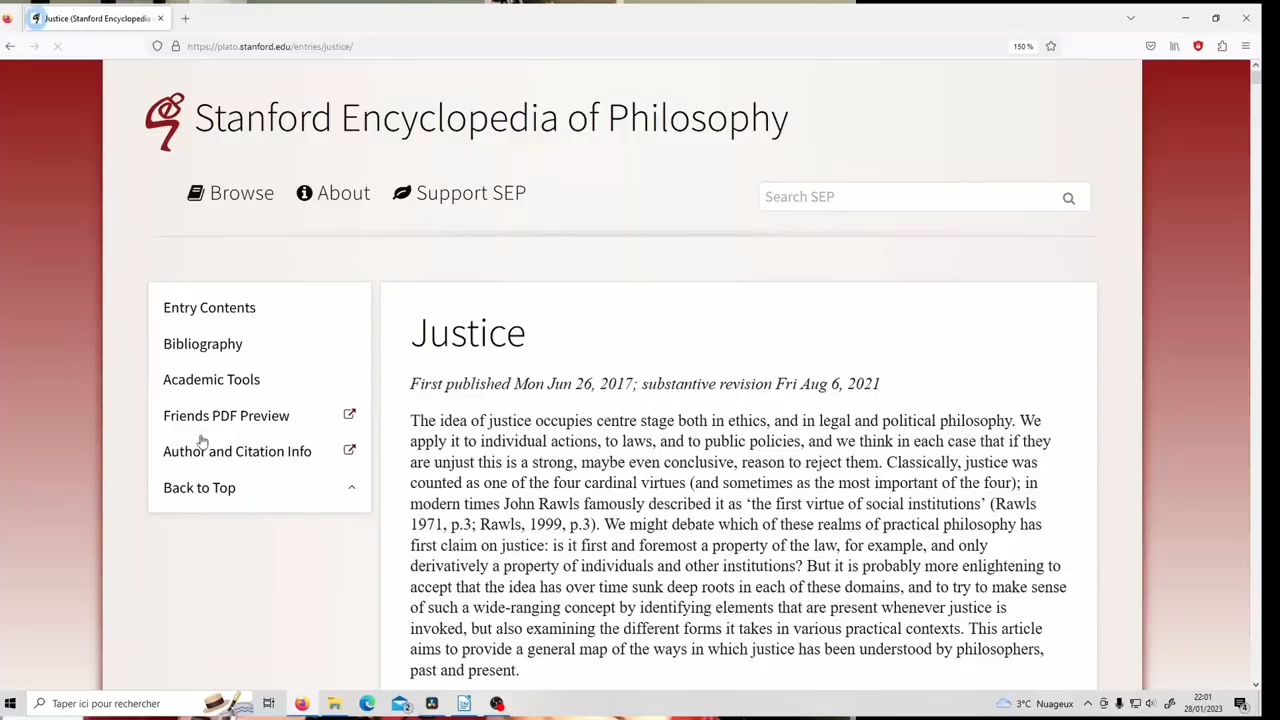 Justice (Stanford Encyclopedia
https://plato.stanford.edu/entries/justice/
150 %
Stanford Encyclopedia of Philosophy
Browse
About
Support SEP
Search SEP
Entry Contents
Bibliography
Academic Tools
Friends PDF Preview
Author and Citation Info
Back to Top
Justice
First published Mon Jun 26, 2017; substantive revision Fri Aug 6, 2021
The idea of justice occupies centre stage both in ethics, and in legal and political philosophy. We
apply it to individual actions, to laws, and to public policies, and we think in each case that if they
are unjust this is a strong, maybe even conclusive, reason to reject them. Classically, justice was
counted as one of the four cardinal virtues (and sometimes as the most important of the four); in
modern times John Rawls famously described it as ‘the first virtue of social institutions’ (Rawls
1971, p.3; Rawls, 1999, p.3). We might debate which of these realms of practical philosophy has
first claim on justice: is it first and foremost a property of the law, for example, and only
derivatively a property of individuals and other institutions? But it is probably more enlightening to
accept that the idea has over time sunk deep roots in each of these domains, and to try to make sense
of such a wide-ranging concept by identifying elements that are present whenever justice is
invoked, but also examining the different forms it takes in various practical contexts. This article
aims to provide a general map of the ways in which justice has been understood by philosophers,
past and present.
Taper ici pour rechercher
3°C Nuageux
22:01
28/01/2023